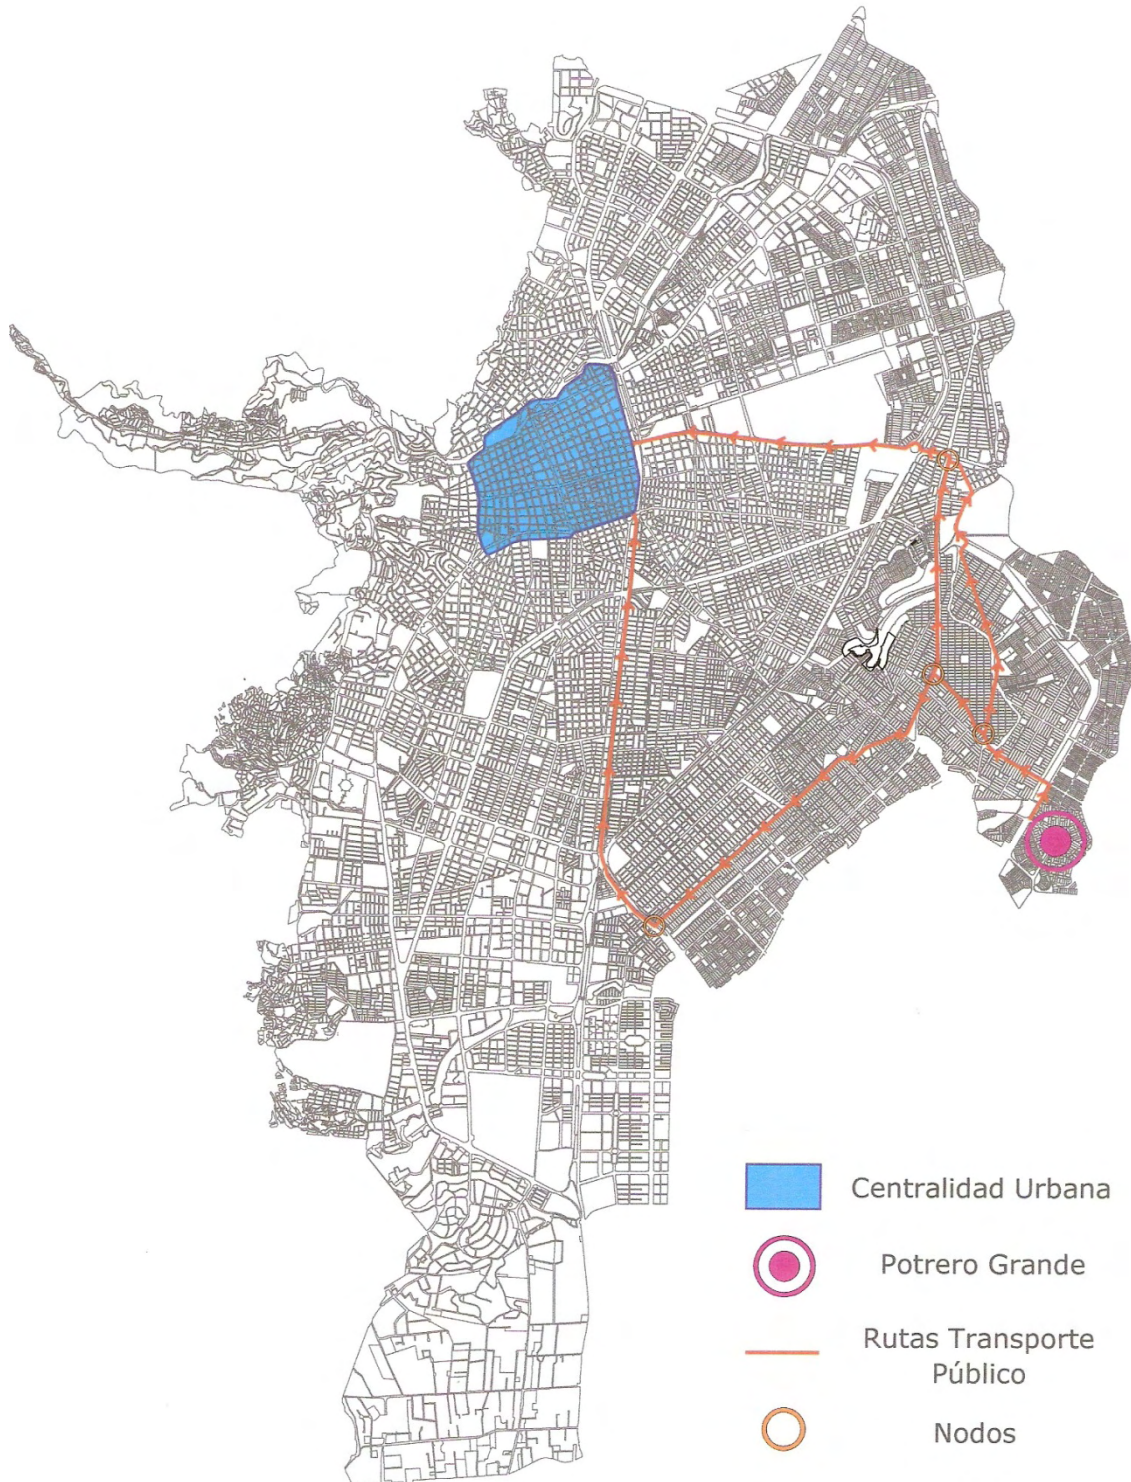 Centralidad Urbana
Potrero Grande
Rutas Transporte
Público
Nodos